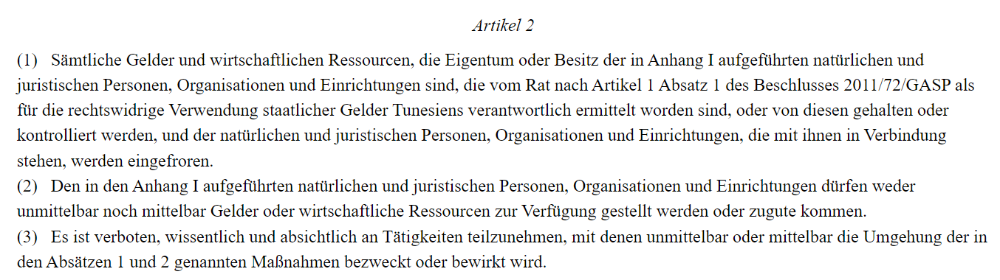 Artikel 2
(1) Sämtliche Gelder und wirtschaftlichen Ressourcen, die Eigentum oder Besitz der in Anhang I aufgeführten natürlichen und
juristischen Personen, Organisationen und Einrichtungen sind, die vom Rat nach Artikel 1 Absatz 1 des Beschlusses 2011/72/GASP als
für die rechtswidrige Verwendung staatlicher Gelder Tunesiens verantwortlich ermittelt worden sind, oder von diesen gehalten oder
kontrolliert werden, und der natürlichen und juristischen Personen, Organisationen und Einrichtungen, die mit ihnen in Verbindung
stehen, werden eingefroren.
(2) Den in den Anhang I aufgeführten natürlichen und juristischen Personen, Organisationen und Einrichtungen dürfen weder
unmittelbar noch mittelbar Gelder oder wirtschaftliche Ressourcen zur Verfügung gestellt werden oder zugute kommen.
(3) Es ist verboten, wissentlich und absichtlich an Tätigkeiten teilzunehmen, mit denen unmittelbar oder mittelbar die Umgehung der in
den Absätzen 1 und 2 genannten Maßnahmen bezweckt oder bewirkt wird.